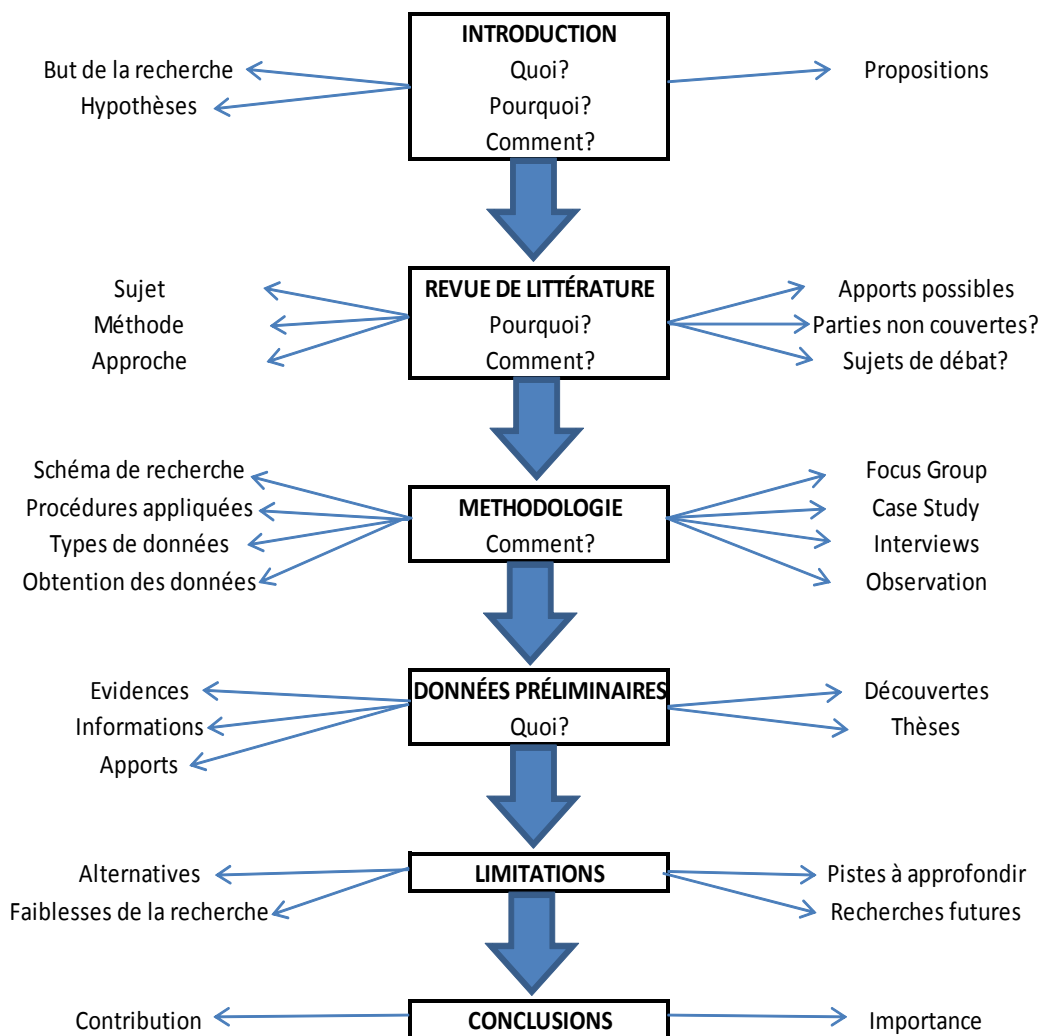 INTRODUCTION
Quoi?
Pourquoi?
Comment?
But de la recherche
Hypothèses
Propositions
REVUE DE LITTÉRATURE
Pourquoi?
Comment?
Sujet
Méthode
Approche
Apports possibles
Parties non couvertes?
Sujets de débat?
METHODOLOGIE
Comment?
Schéma de recherche
Procédures appliquées
Types de données
Obtention des données
Focus Group
Case Study
Interviews
Observation
DONNÉES PRÉLIMINAIRES
Quoi?
Evidences
Informations
Apports
Découvertes
Thèses
LIMITATIONS
Alternatives
Faiblesses de la recherche
Pistes à approfondir
Recherches futures
CONCLUSIONS
Contribution
Importance